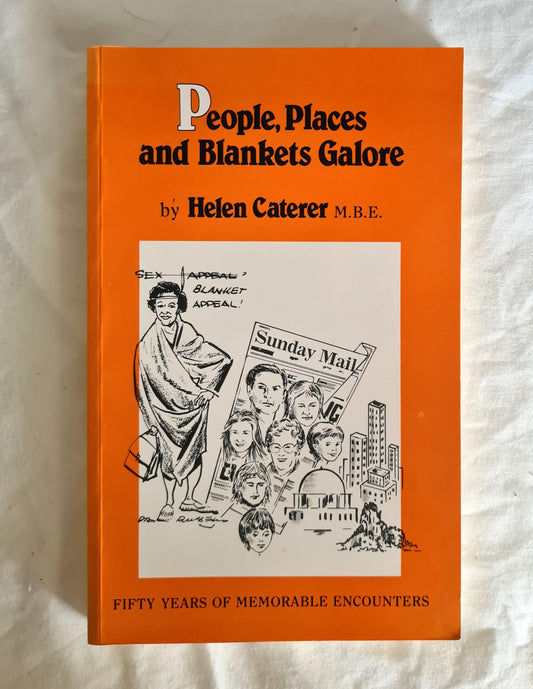 People, Places
and Blankets Galore
by Helen Caterer M.B.E.
SEX APPEAL?
BLANKET
APPEAL!
Sunday Mail
FIFTY YEARS OF MEMORABLE ENCOUNTERS